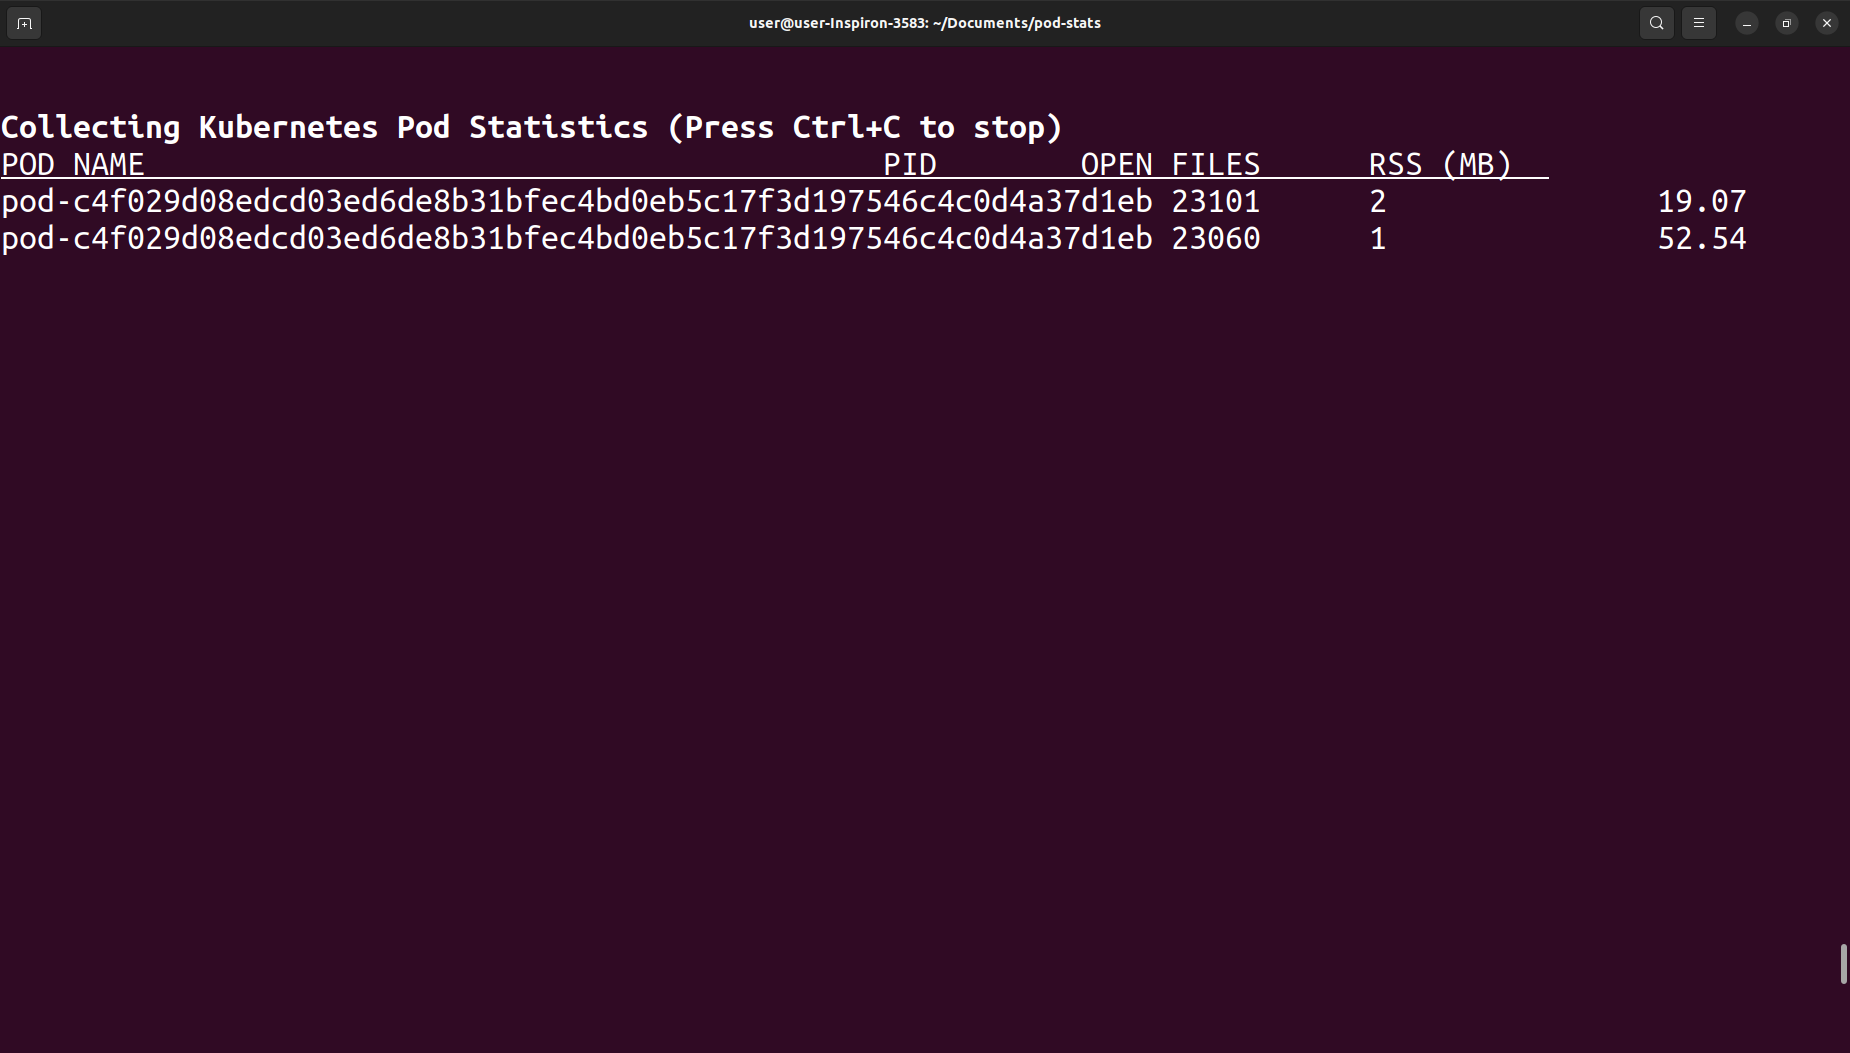 user@user-Inspiron-3583: ~/Documents/pod-stats
Collecting Kubernetes Pod Statistics (Press Ctrl+C to stop)
POD NAME PID OPEN FILES RSS (MB)
pod-c4f029d08edcd03ed6de8b31bfec4bd0eb5c17f3d197546c4c0d4a37d1eb 23101 2 19.07
pod-c4f029d08edcd03ed6de8b31bfec4bd0eb5c17f3d197546c4c0d4a37d1eb 23060 1 52.54